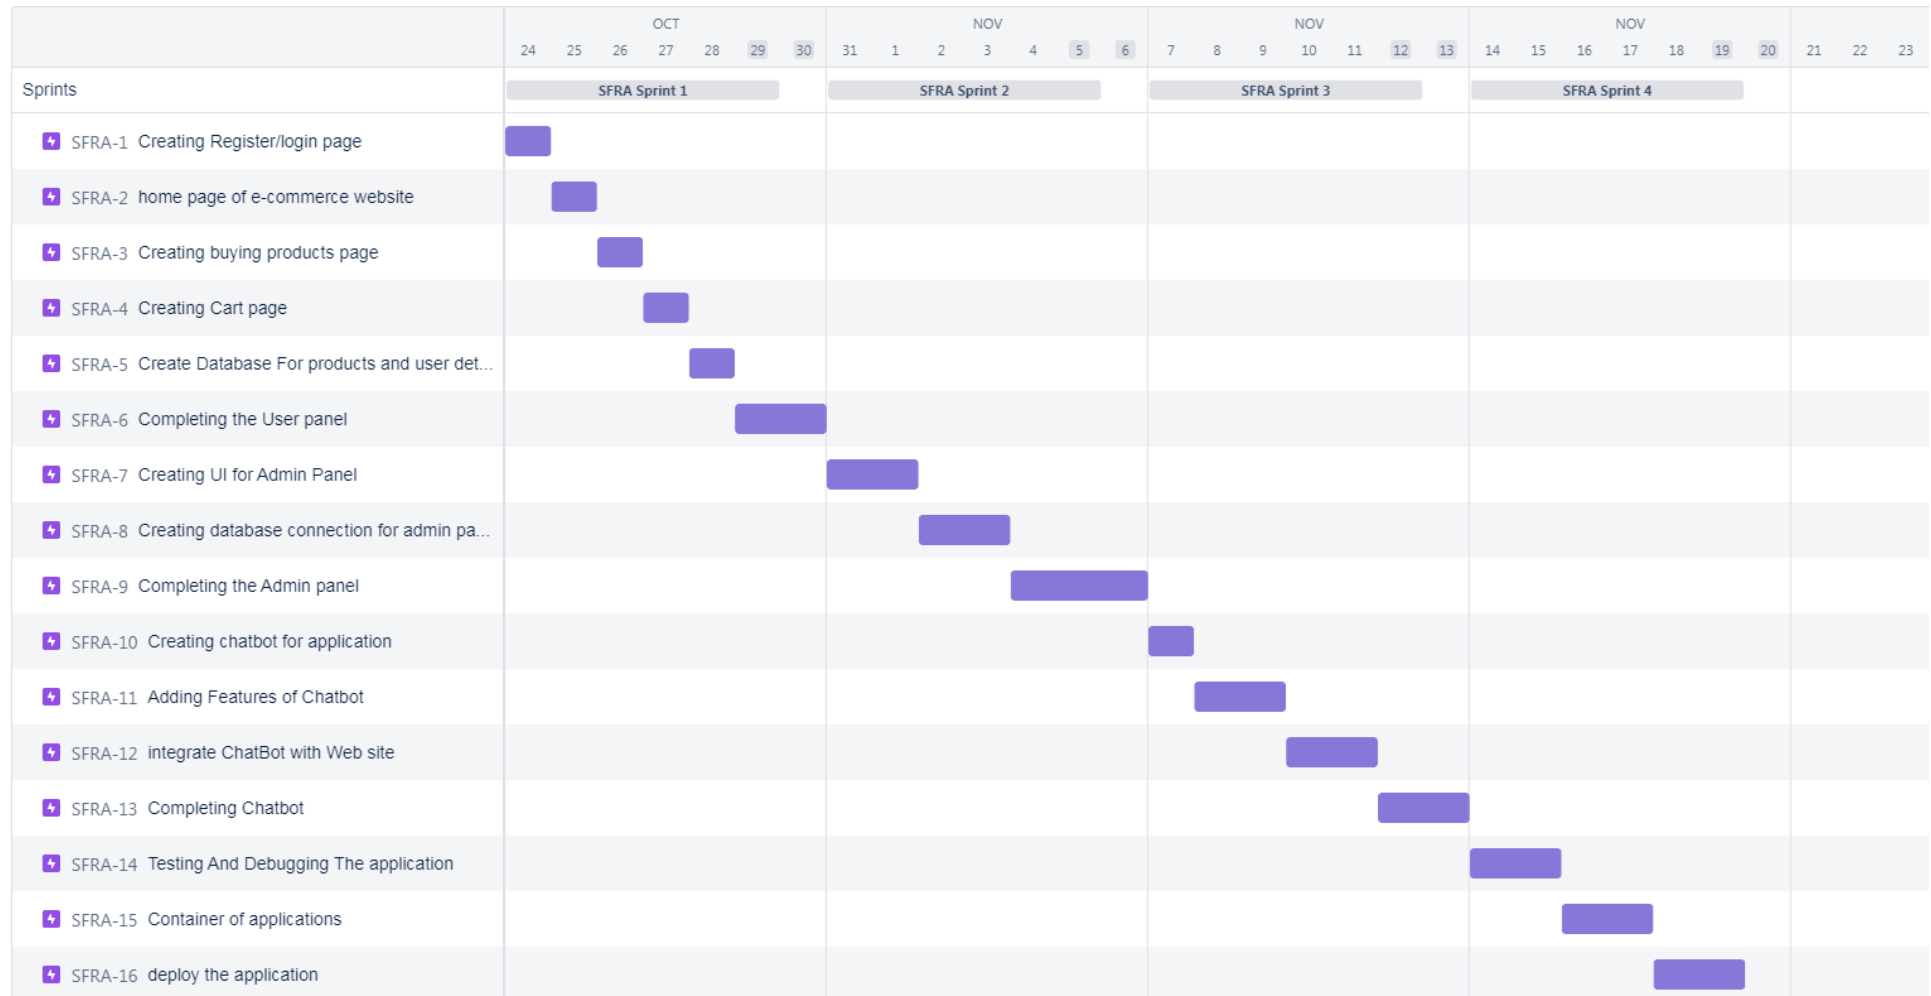 OCT NOV NOV NOV
24 25 26 27 28 29 30 31 1 2 3 4 5 6 7 8 9 10 11 12 13 14 15 16 17 18 19 20 21 22 23
Sprints SFRA Sprint 1 SFRA Sprint 2 SFRA Sprint 3 SFRA Sprint 4
SFRA-1 Creating Register/login page
SFRA-2 home page of e-commerce website
SFRA-3 Creating buying products page
SFRA-4 Creating Cart page
SFRA-5 Create Database For products and user det...
SFRA-6 Completing the User panel
SFRA-7 Creating UI for Admin Panel
SFRA-8 Creating database connection for admin pa...
SFRA-9 Completing the Admin panel
SFRA-10 Creating chatbot for application
SFRA-11 Adding Features of Chatbot
SFRA-12 integrate ChatBot with Web site
SFRA-13 Completing Chatbot
SFRA-14 Testing And Debugging The application
SFRA-15 Container of applications
SFRA-16 deploy the application